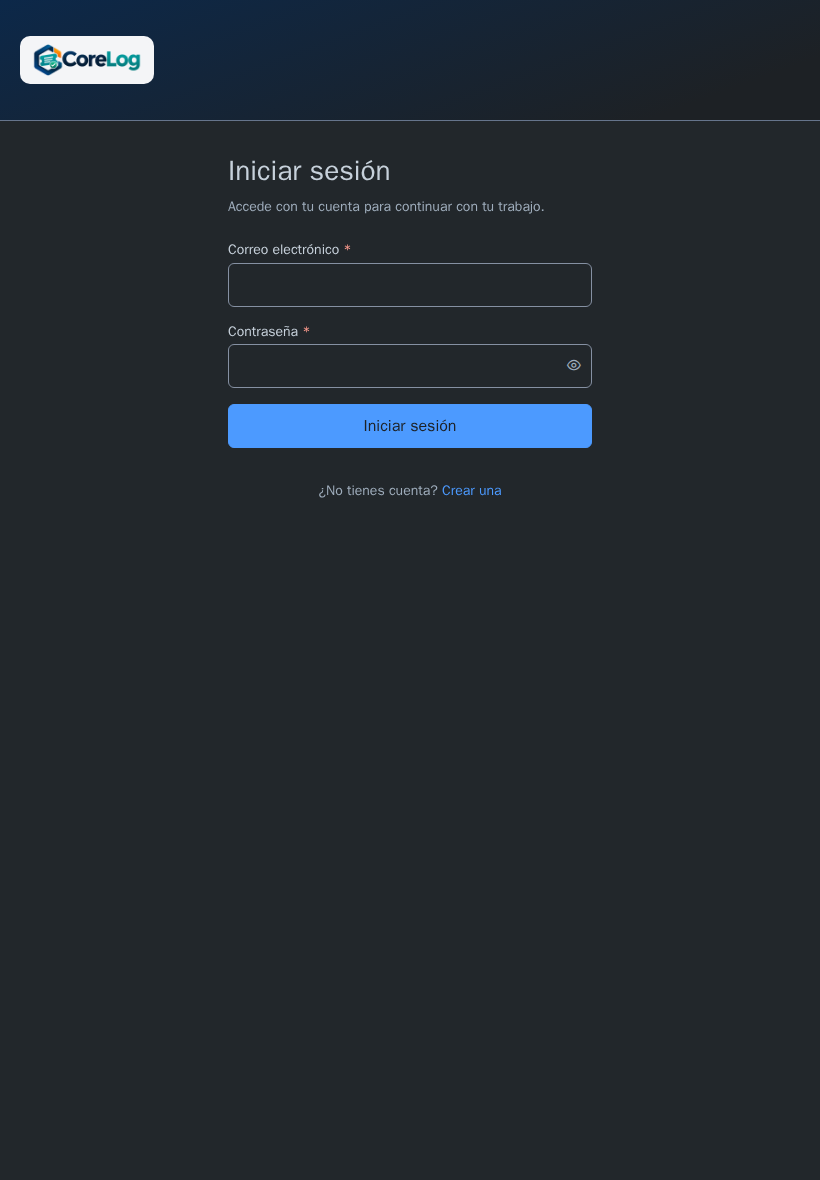 CoreLog
Iniciar sesión
Accede con tu cuenta para continuar con tu trabajo.
Correo electrónico *
Contraseña *
Iniciar sesión
¿No tienes cuenta? Crear una